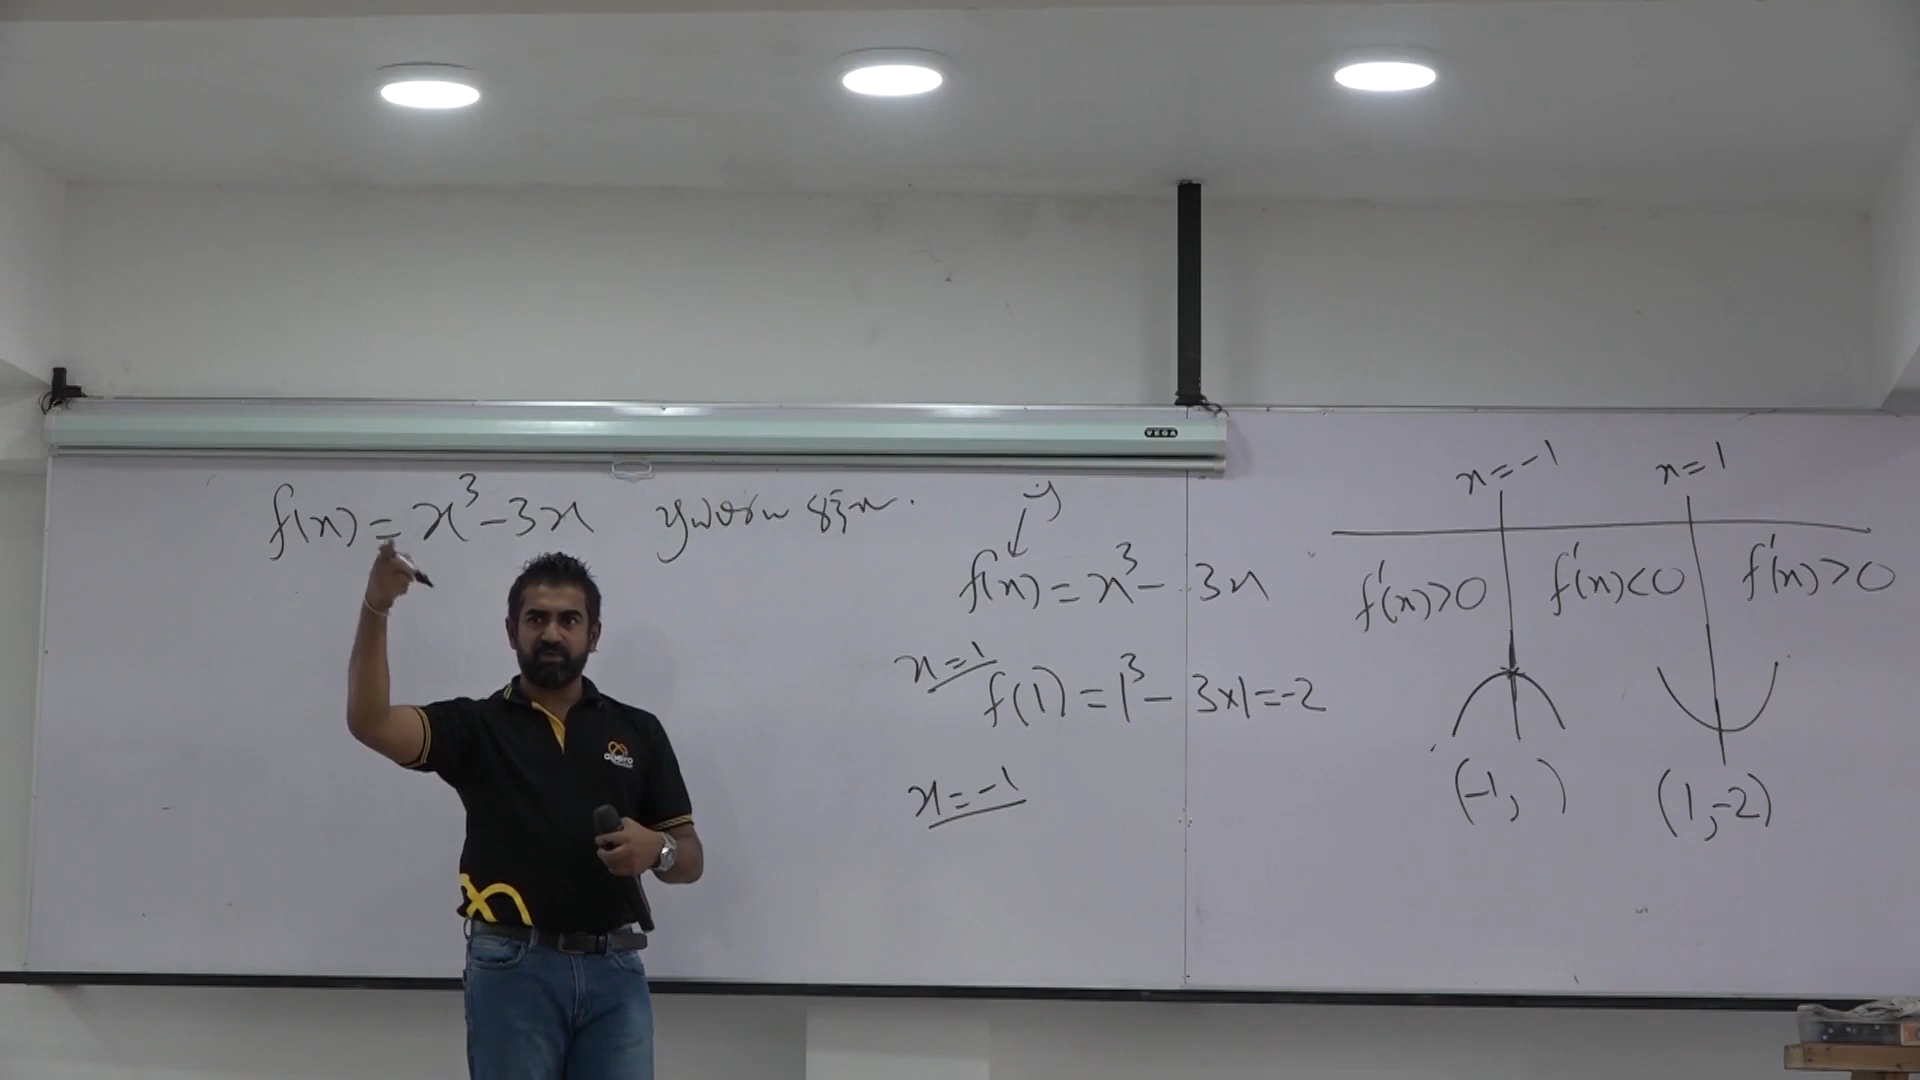 f(x) = x³ - 3x
y
f(x) = x³ - 3x
x = 1
f(1) = 1³ - 3×1 = -2
x = -1
x = -1 x = 1
f'(x) > 0 f'(x) < 0 f'(x) > 0
(-1, ) (1, -2)
VEGA